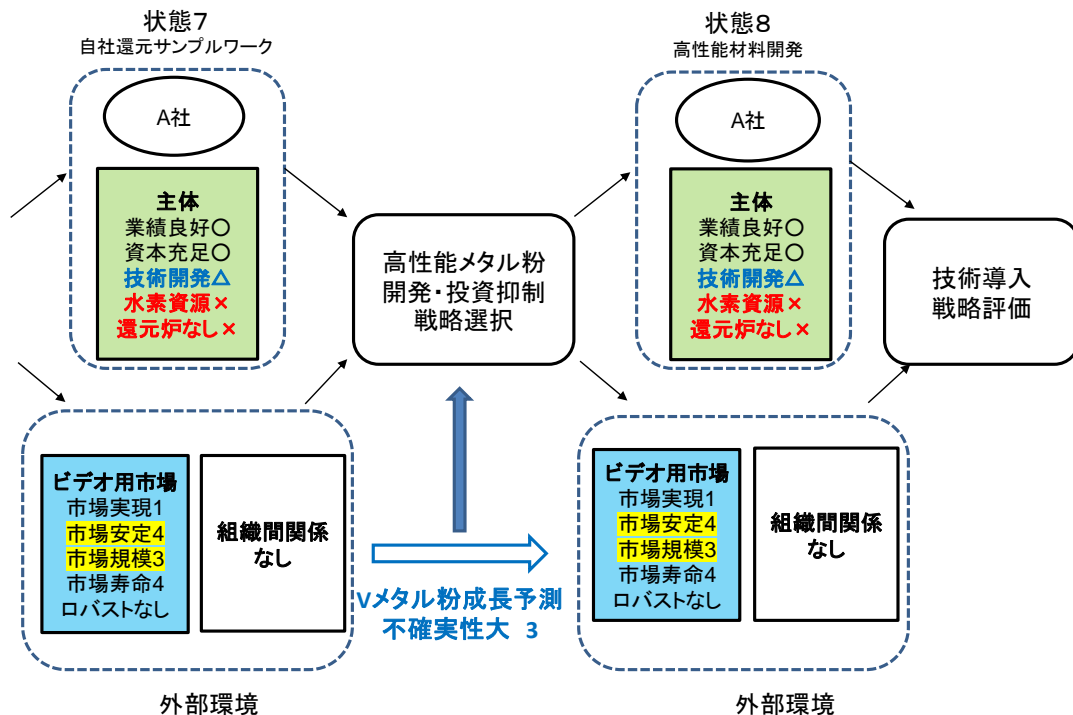 状態7
自社還元サンプルワーク
A社
主体
業績良好〇
資本充足〇
技術開発△
水素資源×
還元炉なし×
ビデオ用市場
市場実現1
市場安定4
市場規模3
市場寿命4
ロバストなし
組織間関係
なし
外部環境
高性能メタル粉
開発・投資抑制
戦略選択
Vメタル粉成長予測
不確実性大 3
状態8
高性能材料開発
A社
主体
業績良好〇
資本充足〇
技術開発△
水素資源×
還元炉なし×
ビデオ用市場
市場実現1
市場安定4
市場規模3
市場寿命4
ロバストなし
組織間関係
なし
外部環境
技術導入
戦略評価